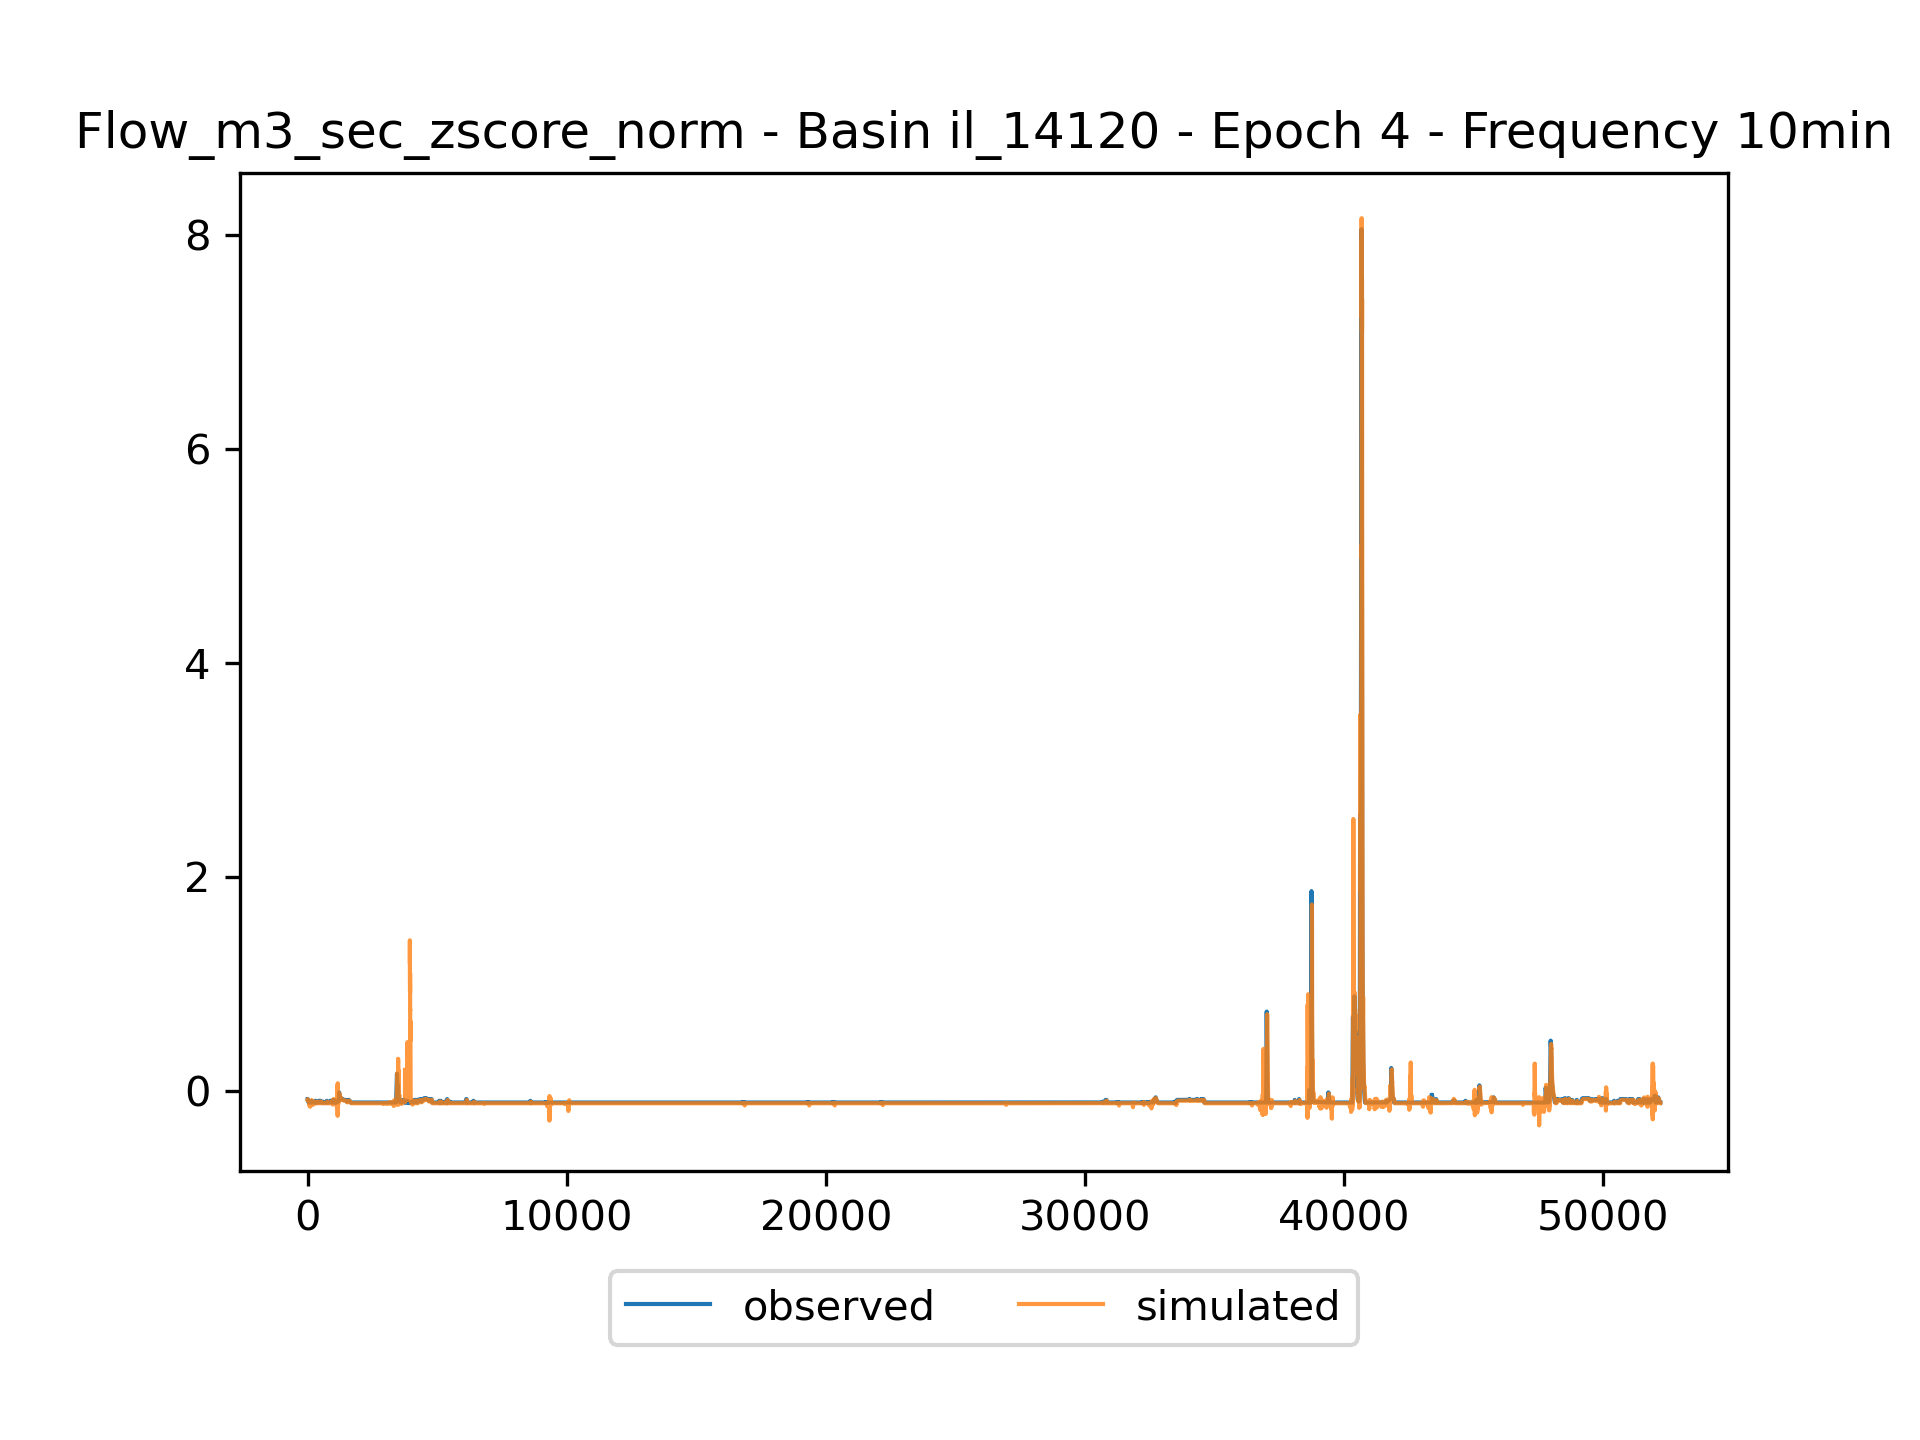 Flow_m3_sec_zscore_norm - Basin il_14120 - Epoch 4 - Frequency 10min
8
6
4
2
0
0 10000 20000 30000 40000 50000
observed simulated